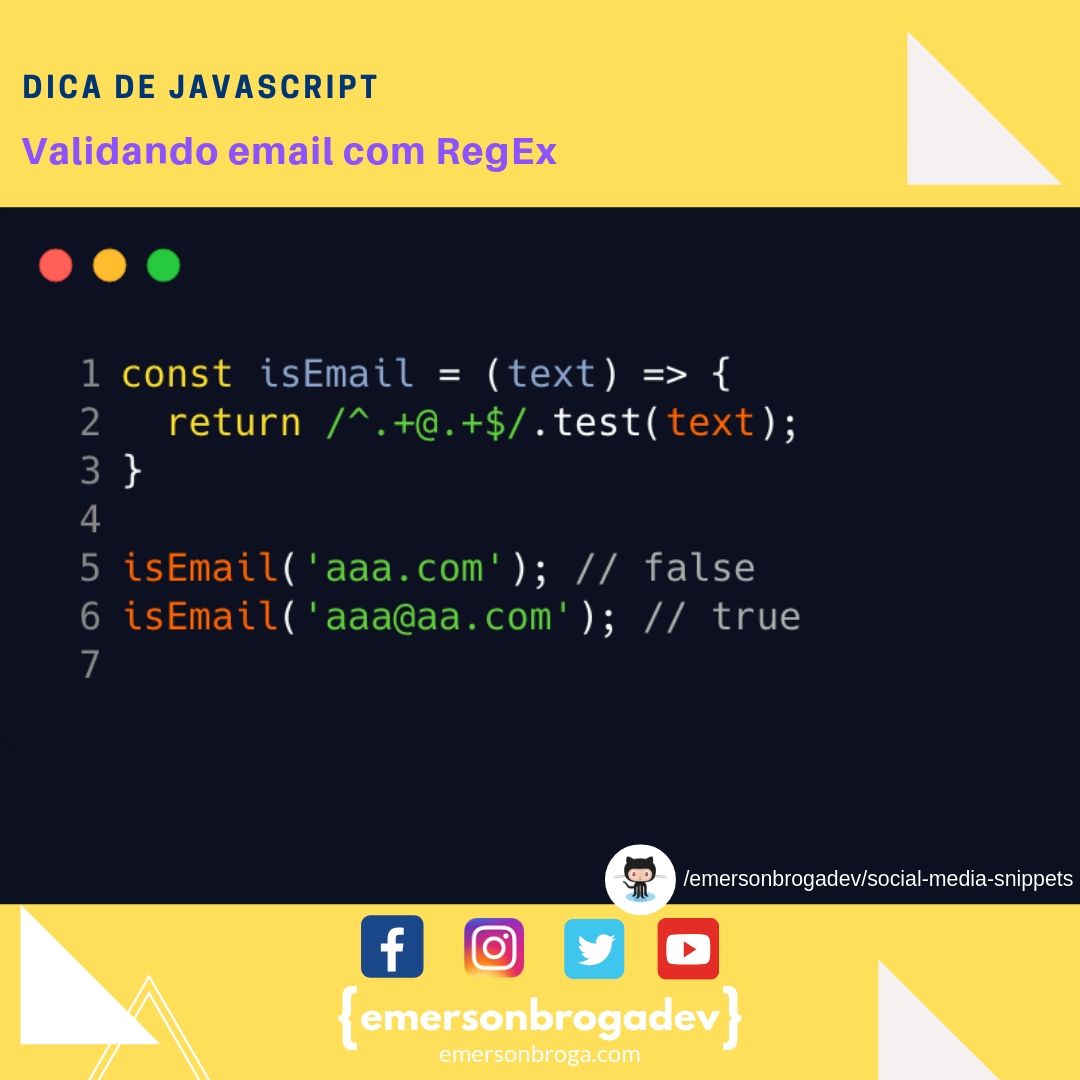 DICA DE JAVASCRIPT
Validando email com RegEx
1 const isEmail = (text) => {
2   return /^.+@.+$/.test(text);
3 }
4
5 isEmail('aaa.com'); // false
6 isEmail('aaa@aa.com'); // true
7
/emersonbrogadev/social-media-snippets
{emersonbrogadev}
emersonbroga.com